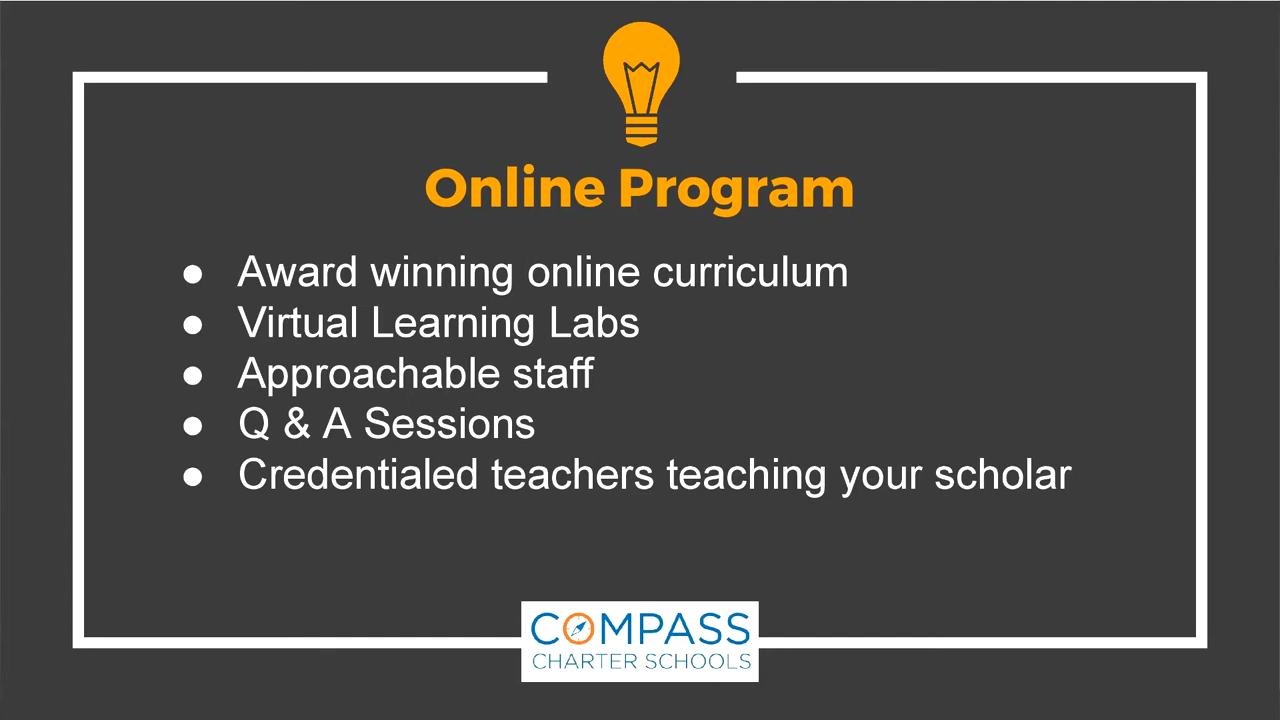 Online Program
● Award winning online curriculum
● Virtual Learning Labs
● Approachable staff
● Q & A Sessions
● Credentialed teachers teaching your scholar
COMPASS
CHARTER SCHOOLS